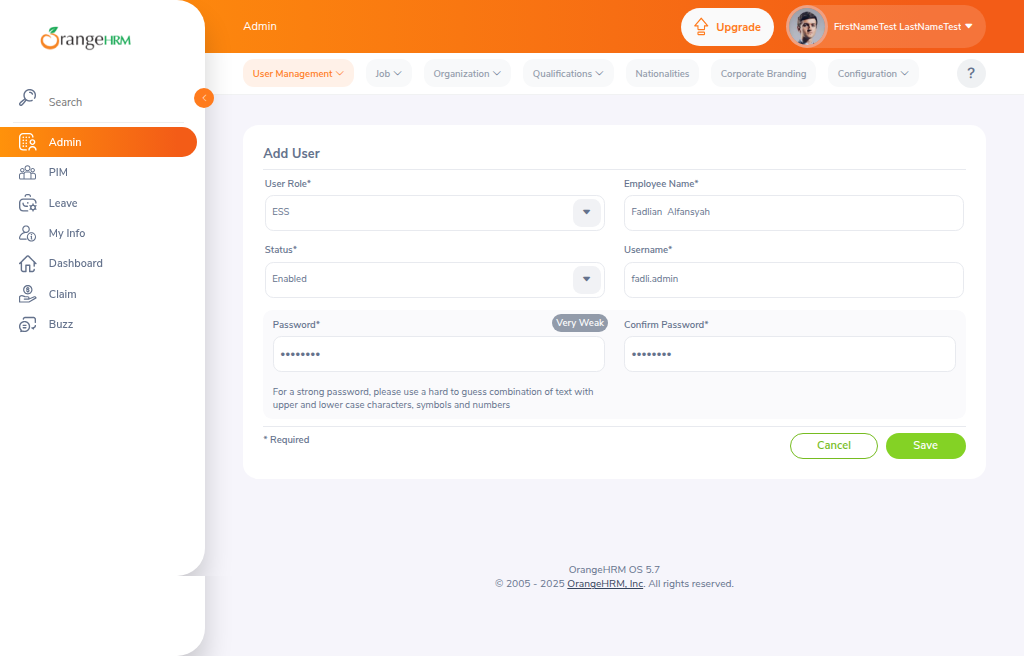 OrangeHRM
Admin
Upgrade
FirstNameTest LastNameTest
User Management
Job
Organization
Qualifications
Nationalities
Corporate Branding
Configuration
?
Search
Admin
PIM
Leave
My Info
Dashboard
Claim
Buzz
Add User
User Role*
Employee Name*
ESS
Fadlian  Alfansyah
Status*
Username*
Enabled
fadli.admin
Password*
Very Weak
Confirm Password*
••••••••
••••••••
For a strong password, please use a hard to guess combination of text with
upper and lower case characters, symbols and numbers
* Required
Cancel
Save
OrangeHRM OS 5.7
© 2005 - 2025 OrangeHRM, Inc. All rights reserved.